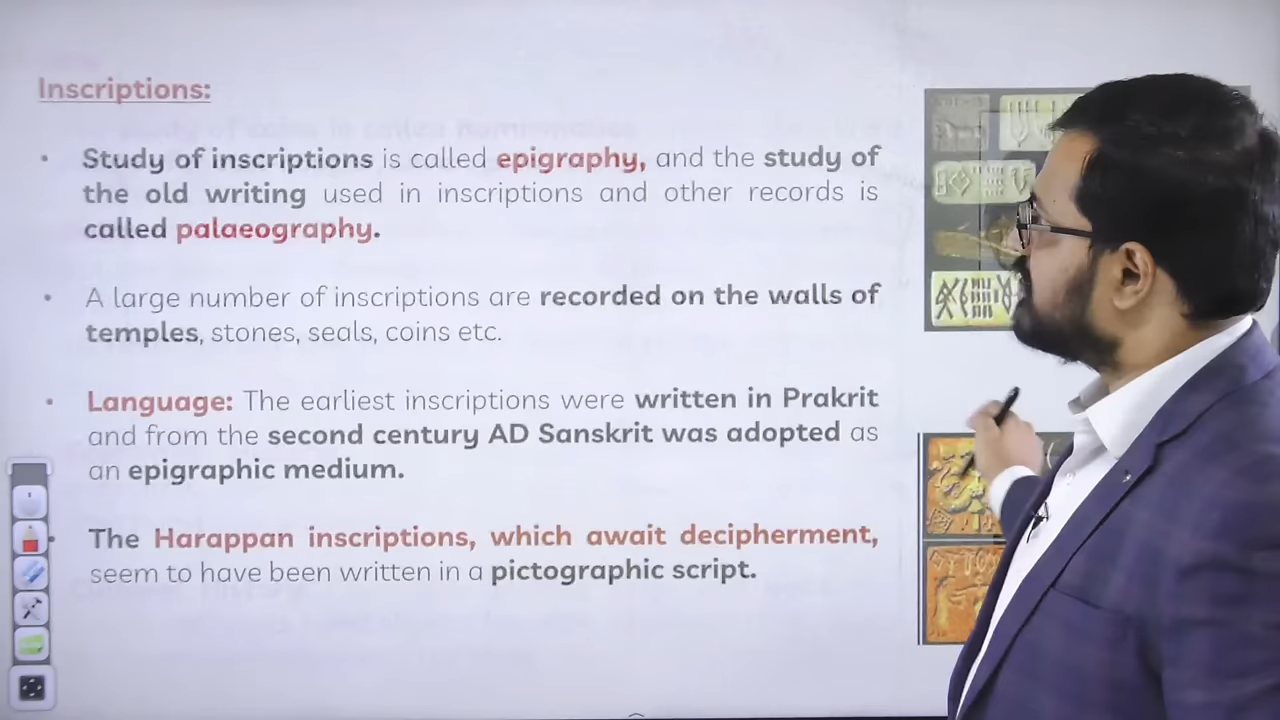 Inscriptions:
• Study of inscriptions is called epigraphy, and the study of
the old writing used in inscriptions and other records is
called palaeography.
• A large number of inscriptions are recorded on the walls of
temples, stones, seals, coins etc.
• Language: The earliest inscriptions were written in Prakrit
and from the second century AD Sanskrit was adopted as
an epigraphic medium.
• The Harappan inscriptions, which await decipherment,
seem to have been written in a pictographic script.